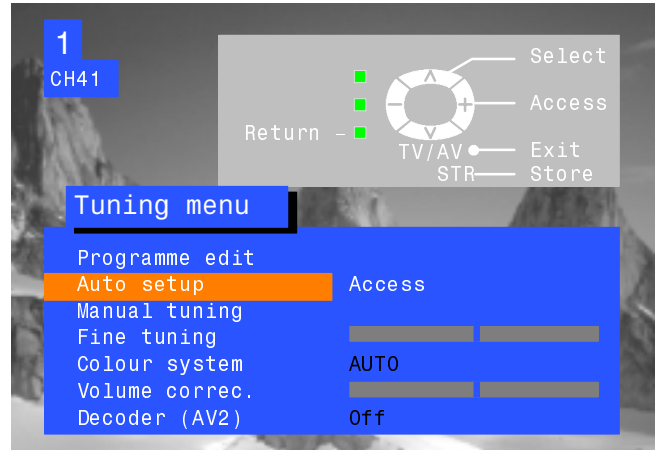 1
CH41
Select
Access
Return –
TV/AV
Exit
STR
Store
Tuning menu
Programme edit
Auto setup Access
Manual tuning
Fine tuning
Colour system AUTO
Volume correc.
Decoder (AV2) Off